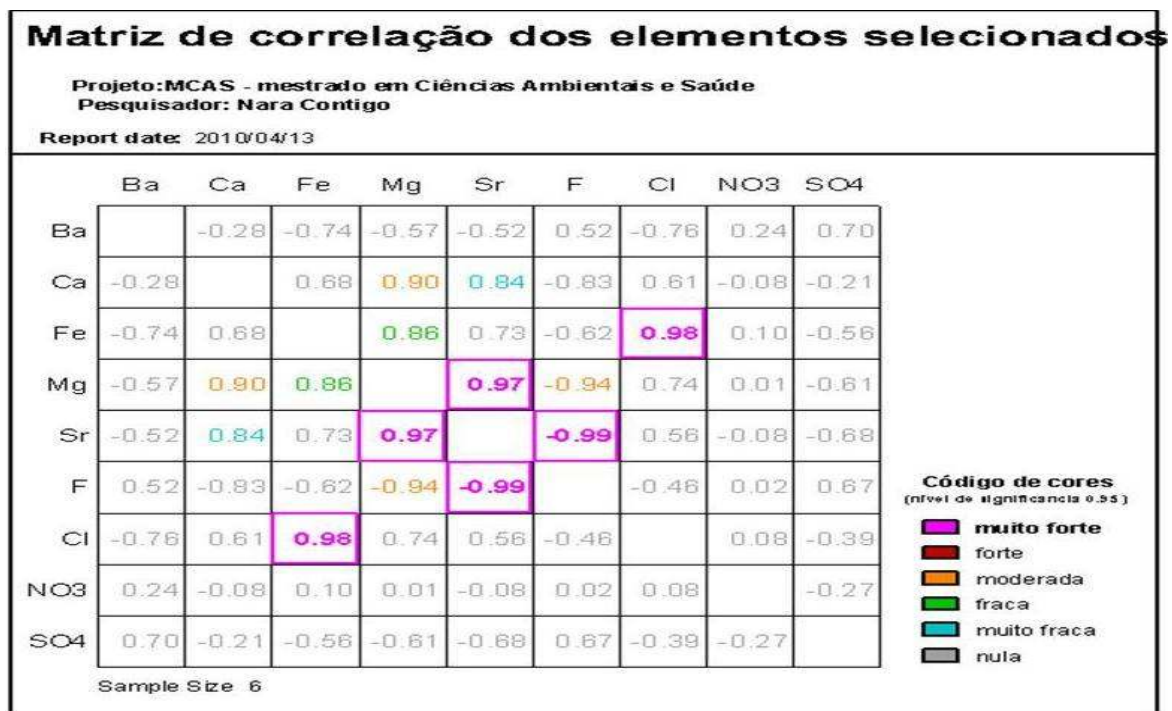 Matriz de correlação dos elementos selecionados
Projeto:MCAS - mestrado em Ciências Ambientais e Saúde
Pesquisador: Nara Contigo
Report date: 2010/04/13
Ba Ca Fe Mg Sr F Cl NO3 SO4
Ba -0.28 -0.74 -0.57 -0.52 0.52 -0.76 0.24 0.70
Ca -0.28 0.68 0.90 0.84 -0.83 0.61 -0.08 -0.21
Fe -0.74 0.68 0.86 0.73 -0.62 0.98 0.10 -0.56
Mg -0.57 0.90 0.86 0.97 -0.94 0.74 0.01 -0.61
Sr -0.52 0.84 0.73 0.97 -0.99 0.56 -0.08 -0.68
F 0.52 -0.83 -0.62 -0.94 -0.99 -0.46 0.02 0.67
Cl -0.76 0.61 0.98 0.74 0.56 -0.46 0.08 -0.39
NO3 0.24 -0.08 0.10 0.01 -0.08 0.02 0.08 -0.27
SO4 0.70 -0.21 -0.56 -0.61 -0.68 0.67 -0.39 -0.27
Sample Size 6
Código de cores
(nível de significancia 0.95)
muito forte
forte
moderada
fraca
muito fraca
nula